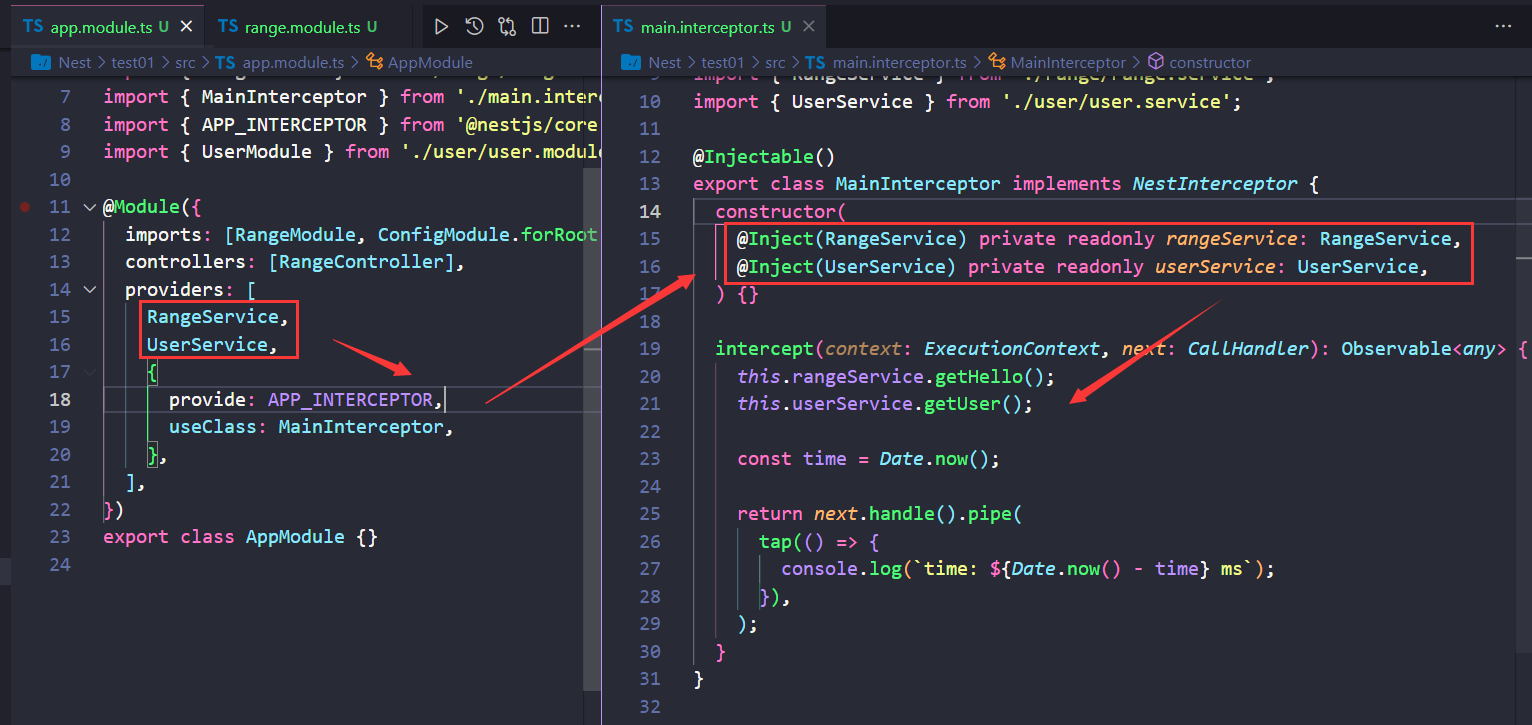 TS app.module.ts U
TS range.module.ts U
Nest > test01 > src > TS app.module.ts > AppModule
7 import { MainInterceptor } from './main.inter
8 import { APP_INTERCEPTOR } from '@nestjs/core
9 import { UserModule } from './user/user.module
10
11 @Module({
12 imports: [RangeModule, ConfigModule.forRoot
13 controllers: [RangeController],
14 providers: [
15 RangeService,
16 UserService,
17 {
18 provide: APP_INTERCEPTOR,
19 useClass: MainInterceptor,
20 },
21 ],
22 })
23 export class AppModule {}
24
TS main.interceptor.ts U
Nest > test01 > src > TS main.interceptor.ts > MainInterceptor > constructor
9 import { RangeService } from './range/range.service';
10 import { UserService } from './user/user.service';
11
12 @Injectable()
13 export class MainInterceptor implements NestInterceptor {
14 constructor(
15 @Inject(RangeService) private readonly rangeService: RangeService,
16 @Inject(UserService) private readonly userService: UserService,
17 ) {}
18
19 intercept(context: ExecutionContext, next: CallHandler): Observable<any> {
20 this.rangeService.getHello();
21 this.userService.getUser();
22
23 const time = Date.now();
24
25 return next.handle().pipe(
26 tap(() => {
27 console.log(`time: ${Date.now() - time} ms`);
28 }),
29 );
30 }
31 }
32